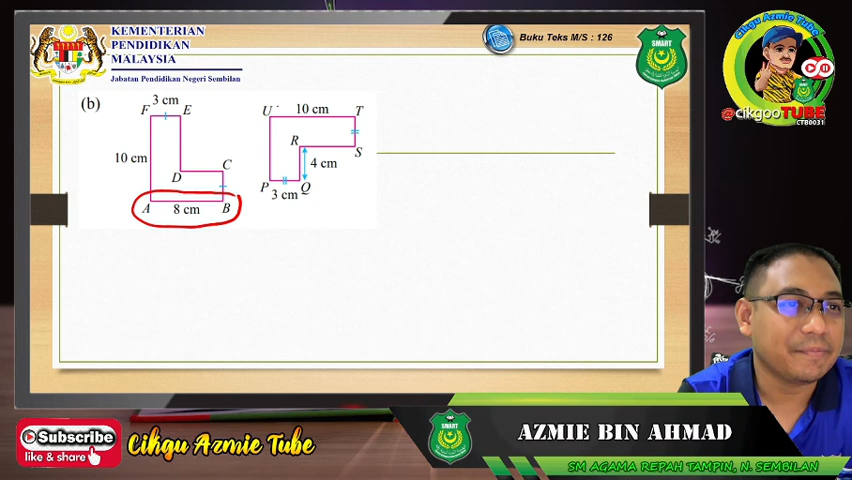 KEMENTERIAN
PENDIDIKAN
MALAYSIA
Jabatan Pendidikan Negeri Sembilan
Buku Teks M/S : 126
SMART
Cikgu Azmie Tube
@cikgooTUBE
CTB0031
(b)
3 cm
F E
10 cm
D
C
A 8 cm B
U 10 cm T
R
S
4 cm
P Q
3 cm
Subscribe
like & share
Cikgu Azmie Tube
SMART
AZMIE BIN AHMAD
SM AGAMA REPAH TAMPIN, N. SEMBILAN